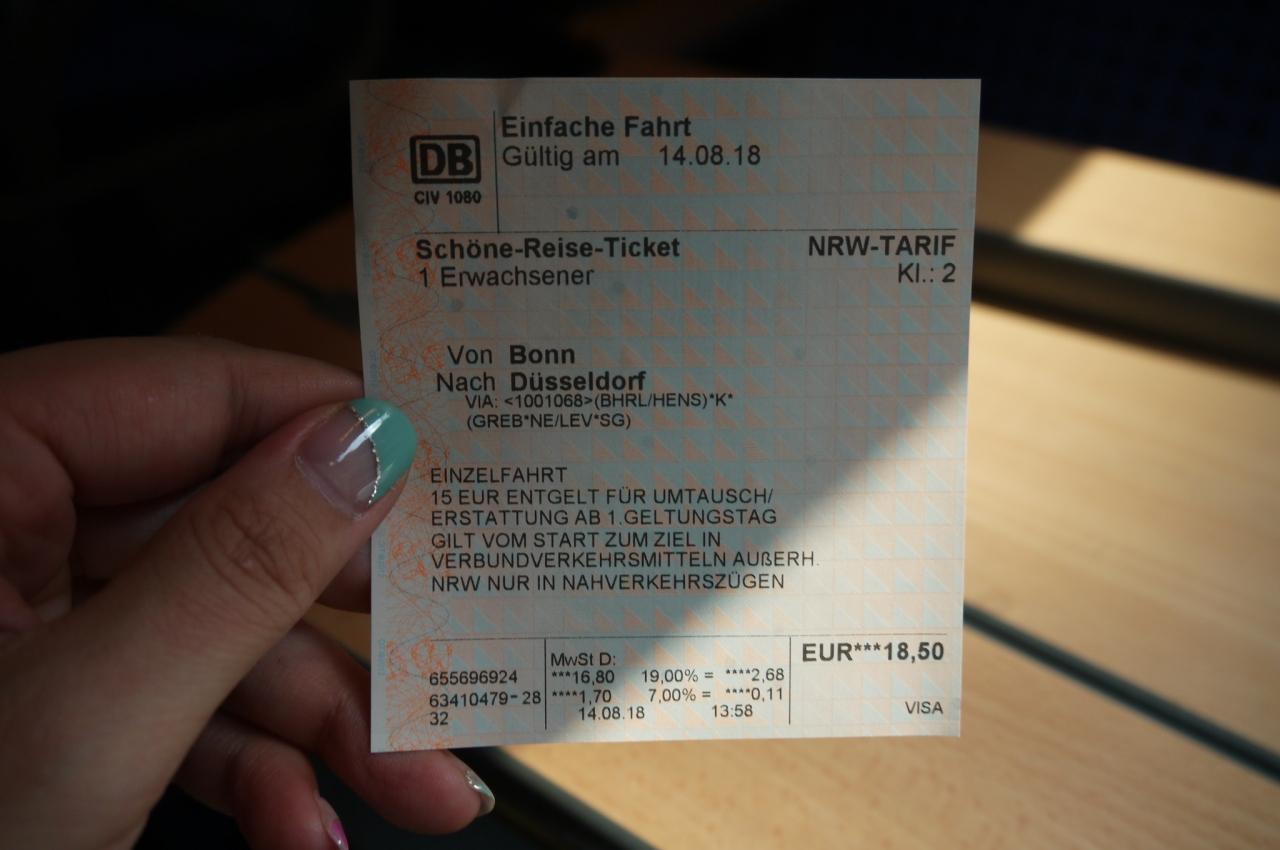 Einfache Fahrt
DB
Gültig am 14.08.18
CIV 1080
Schöne-Reise-Ticket NRW-TARIF
1 Erwachsener Kl.: 2
Von Bonn
Nach Düsseldorf
VIA: <1001068>(BHRL/HENS)*K*
(GREB*NE/LEV*SG)
EINZELFAHRT
15 EUR ENTGELT FÜR UMTAUSCH/
ERSTATTUNG AB 1.GELTUNGSTAG
GILT VOM START ZUM ZIEL IN
VERBUNDVERKEHRSMITTELN AUßERH.
NRW NUR IN NAHVERKEHRSZÜGEN
MwSt D: EUR***18,50
655696924 ***16,80 19,00% = ****2,68
63410479-28 ****1,70 7,00% = ****0,11
32 14.08.18 13:58 VISA